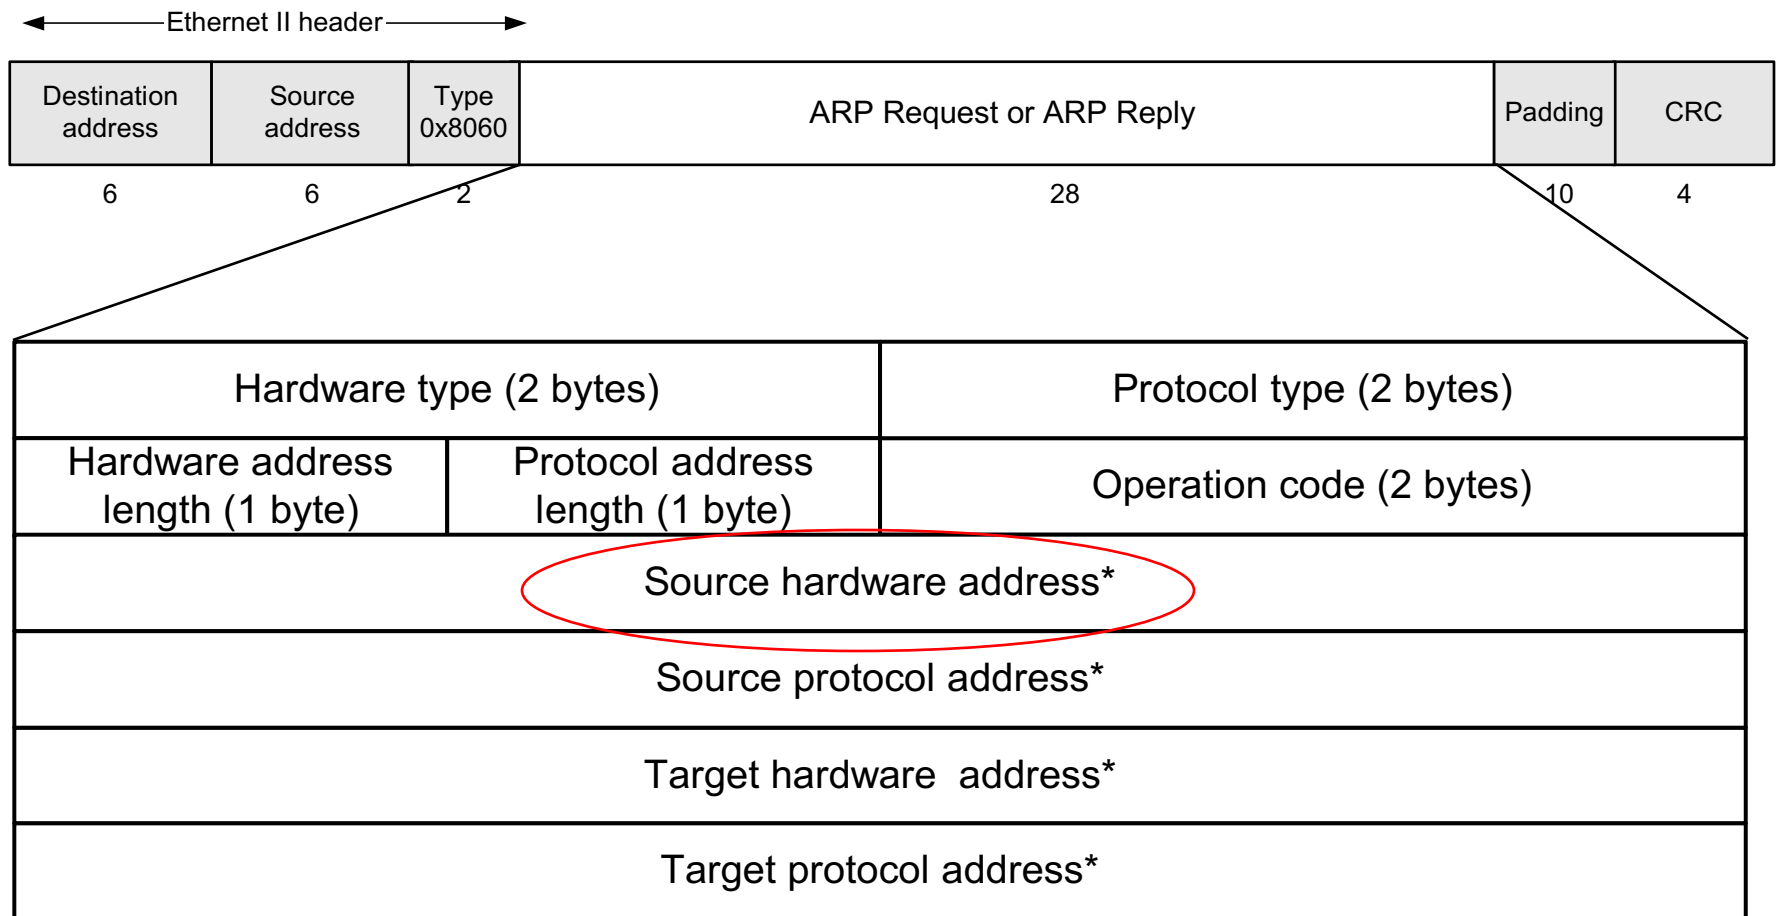 Ethernet II header
Destination
address
Source
address
Type
0x8060
ARP Request or ARP Reply
Padding
CRC
6
6
2
28
10
4
Hardware type (2 bytes)
Protocol type (2 bytes)
Hardware address
length (1 byte)
Protocol address
length (1 byte)
Operation code (2 bytes)
Source hardware address*
Source protocol address*
Target hardware  address*
Target protocol address*